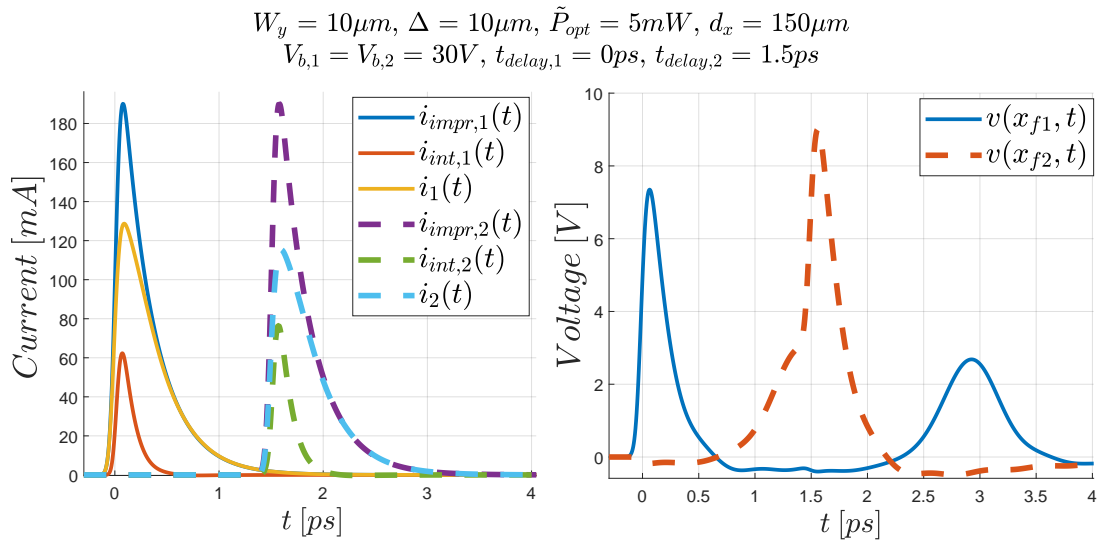 W_y = 10μm, Δ = 10μm, P̃_opt = 5mW, d_x = 150μm
V_b,1 = V_b,2 = 30V, t_delay,1 = 0ps, t_delay,2 = 1.5ps
Current [mA]
180
160
140
120
100
80
60
40
20
0
0
1
2
3
4
t [ps]
i_impr,1(t)
i_int,1(t)
i_1(t)
i_impr,2(t)
i_int,2(t)
i_2(t)
Voltage [V]
10
8
6
4
2
0
0
0.5
1
1.5
2
2.5
3
3.5
4
t [ps]
v(x_f1, t)
v(x_f2, t)